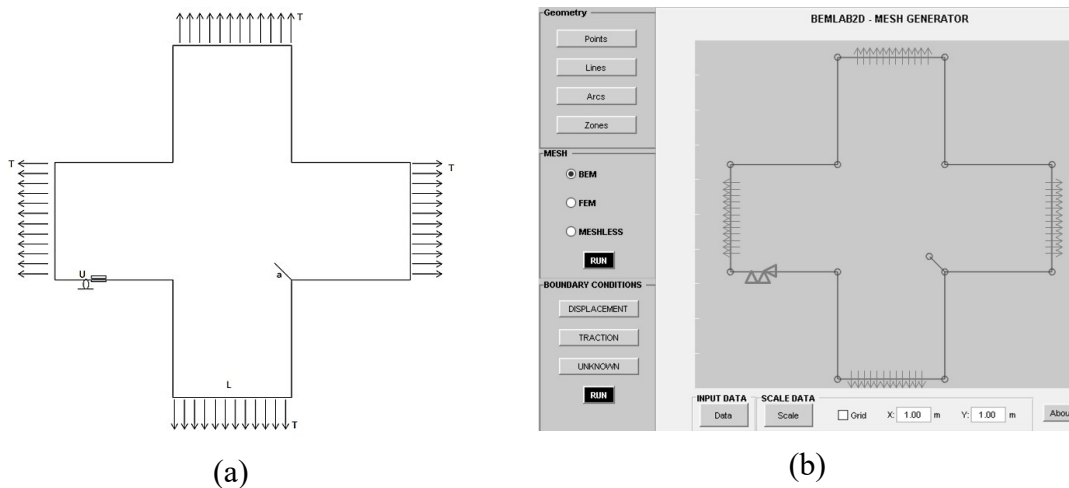 T
T
T
U
a
L
T
(a)
BEMLAB2D - MESH GENERATOR
Geometry
Points
Lines
Arcs
Zones
MESH
BEM
FEM
MESHLESS
RUN
BOUNDARY CONDITIONS
DISPLACEMENT
TRACTION
UNKNOWN
RUN
INPUT DATA
Data
SCALE DATA
Scale
Grid
X: 1.00 m
Y: 1.00 m
Abou
(b)